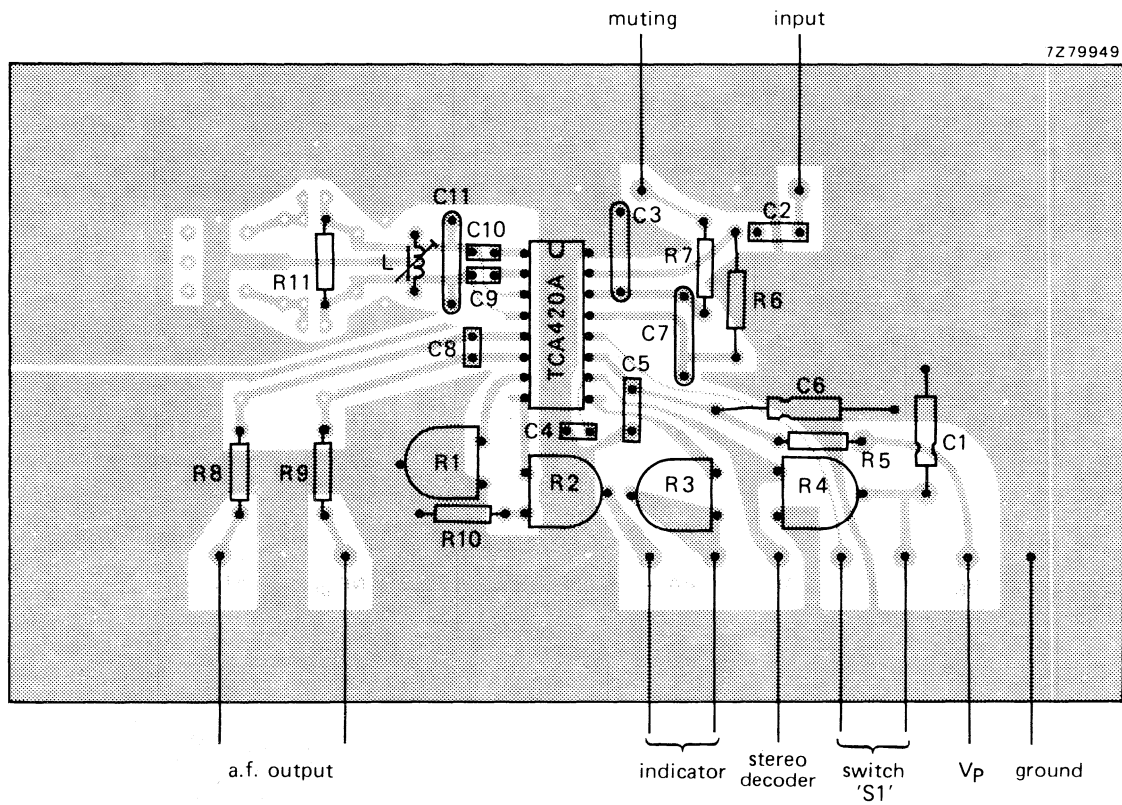 muting
input
7Z79949
C11
C10
C3
C2
R11
L
C9
R7
R6
TCA420A
C8
C7
C5
C6
C4
R5
C1
R8
R9
R1
R2
R3
R4
R10
a.f. output
indicator
stereo
decoder
switch
'S1'
VP
ground